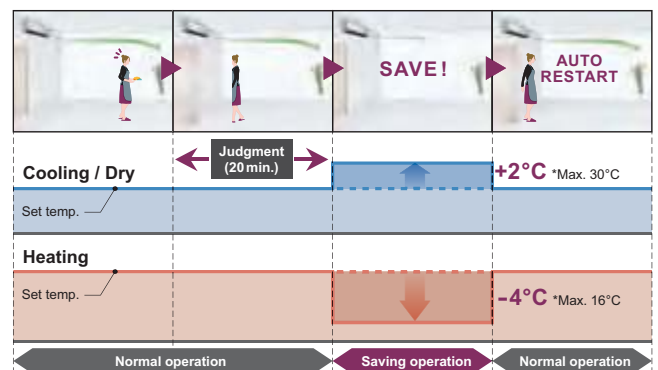 SAVE!
AUTO
RESTART
Judgment
(20 min.)
Cooling / Dry
+2°C *Max. 30°C
Set temp.
Heating
Set temp.
-4°C *Max. 16°C
Normal operation
Saving operation
Normal operation